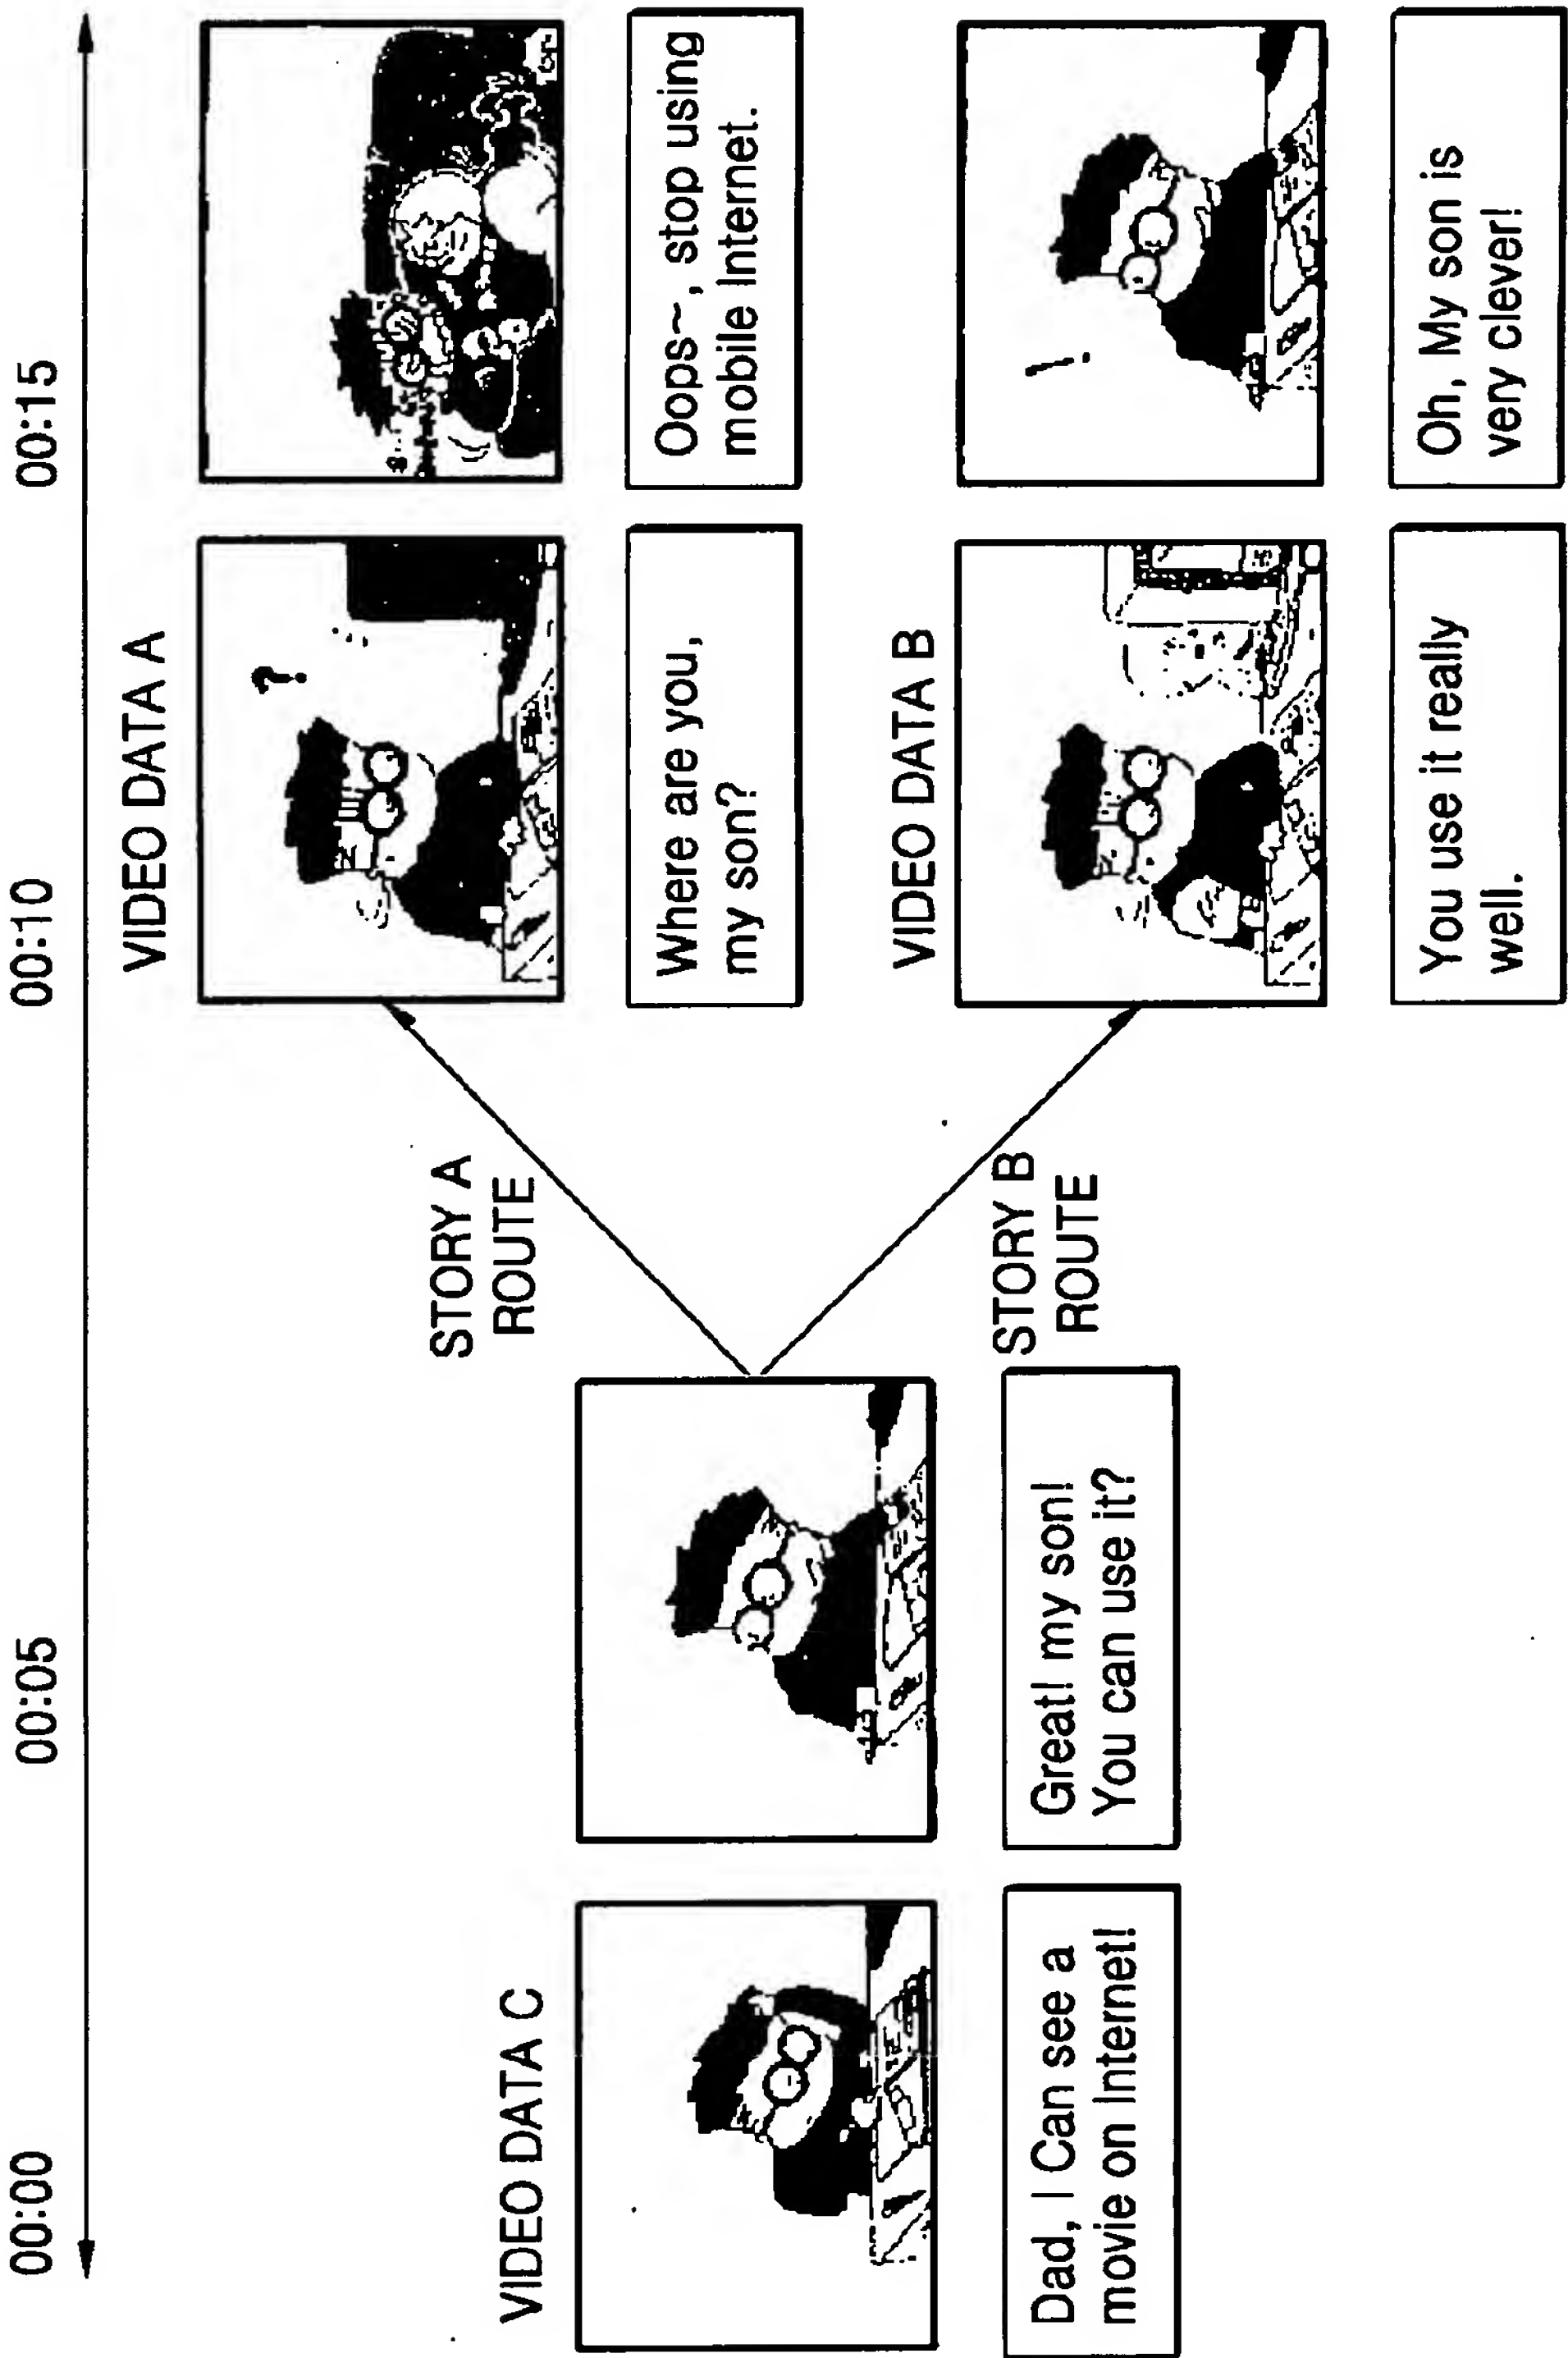 00:00
00:05
00:10
00:15
VIDEO DATA C
Dad, I Can see a
movie on Internet!
Great! my son!
You can use it?
STORY A
ROUTE
STORY B
ROUTE
VIDEO DATA A
?
Where are you,
my son?
Oops~, stop using
mobile Internet.
VIDEO DATA B
You use it really
well.
Oh, My son is
very clever!